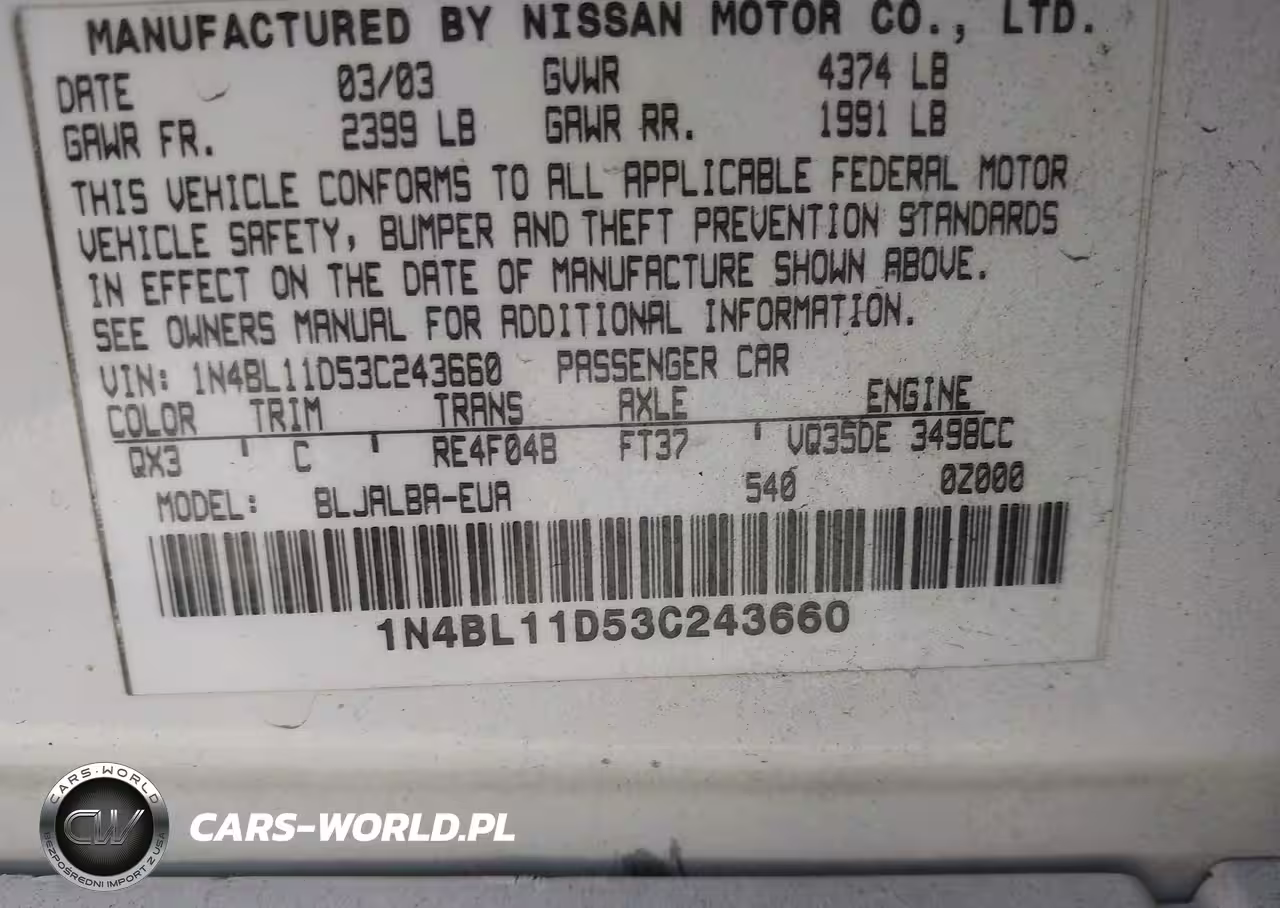 MANUFACTURED BY NISSAN MOTOR CO., LTD.
DATE 03/03 GVWR 4374 LB
GAWR FR. 2399 LB GAWR RR. 1991 LB
THIS VEHICLE CONFORMS TO ALL APPLICABLE FEDERAL MOTOR
VEHICLE SAFETY, BUMPER AND THEFT PREVENTION STANDARDS
IN EFFECT ON THE DATE OF MANUFACTURE SHOWN ABOVE.
SEE OWNERS MANUAL FOR ADDITIONAL INFORMATION.
VIN: 1N4BL11D53C243660 PASSENGER CAR
COLOR TRIM TRANS AXLE ENGINE
QX3 ' C ' RE4F04B FT37 ' VQ35DE 3498CC
MODEL: BLJALBA-EUA 540 0Z000
1N4BL11D53C243660
CARS-WORLD
CW
BEZPOŚREDNI IMPORT Z USA
CARS-WORLD.PL